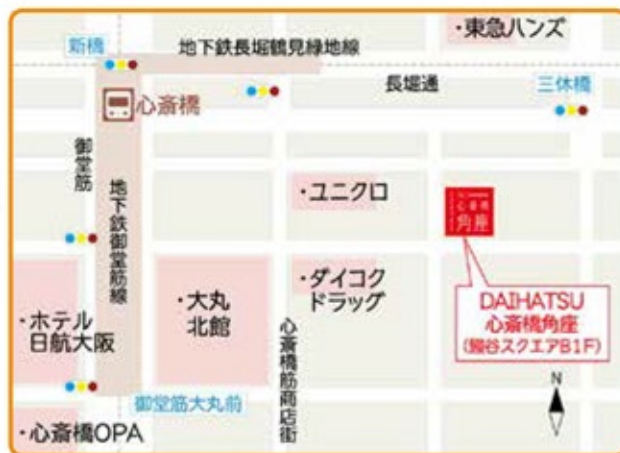 ・東急ハンズ
新橋
地下鉄長堀鶴見緑地線
長堀通
三休橋
心斎橋
御堂筋
地下鉄御堂筋線
・ユニクロ
心斎橋
角座
・ダイコク
ドラッグ
・大丸
北館
・ホテル
日航大阪
心斎橋筋商店街
DAIHATSU
心斎橋角座
(鰻谷スクエアB1F)
N
御堂筋大丸前
・心斎橋OPA